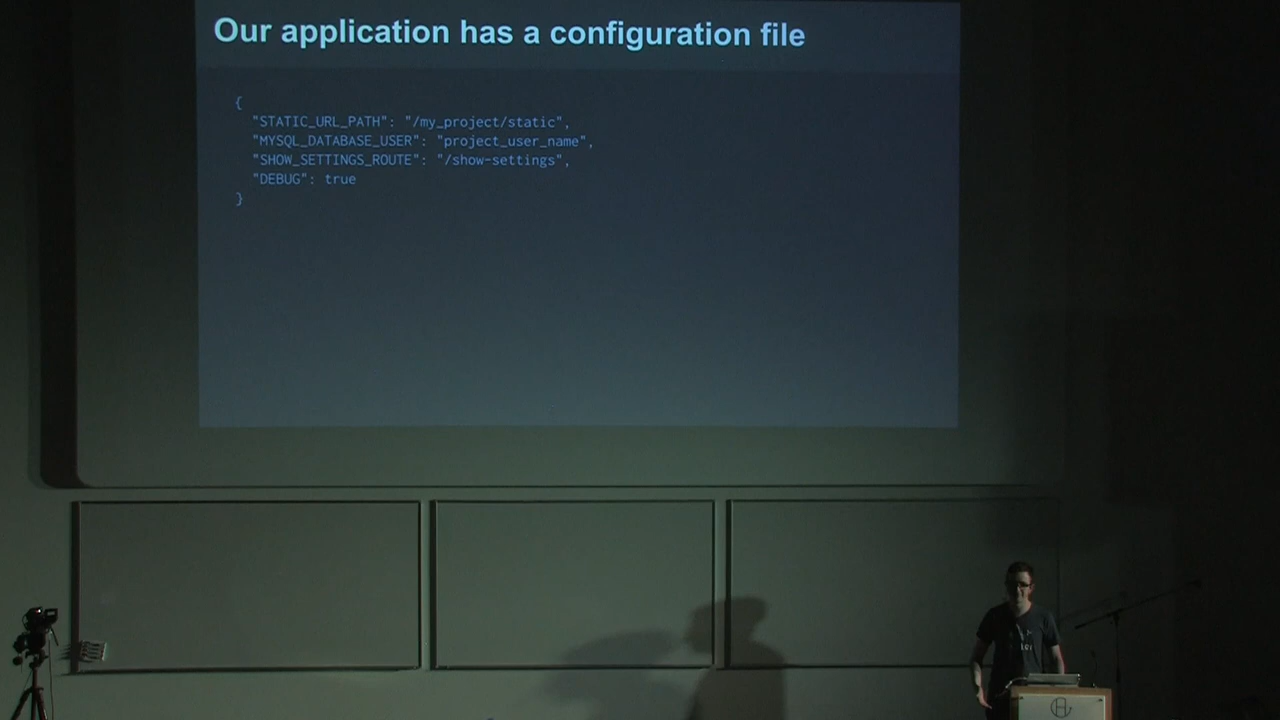 Our application has a configuration file
{
"STATIC_URL_PATH": "/my_project/static",
"MYSQL_DATABASE_USER": "project_user_name",
"SHOW_SETTINGS_ROUTE": "/show-settings",
"DEBUG": true
}